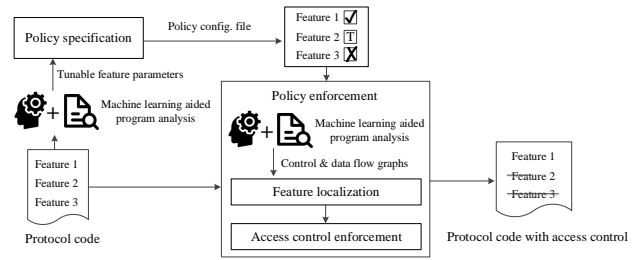 Policy specification
Policy config. file
Feature 1
Feature 2 T
Feature 3
Tunable feature parameters
Machine learning aided
program analysis
Feature 1
Feature 2
Feature 3
Protocol code
Policy enforcement
Machine learning aided
program analysis
Control & data flow graphs
Feature localization
Access control enforcement
Feature 1
Feature 2
Feature 3
Protocol code with access control